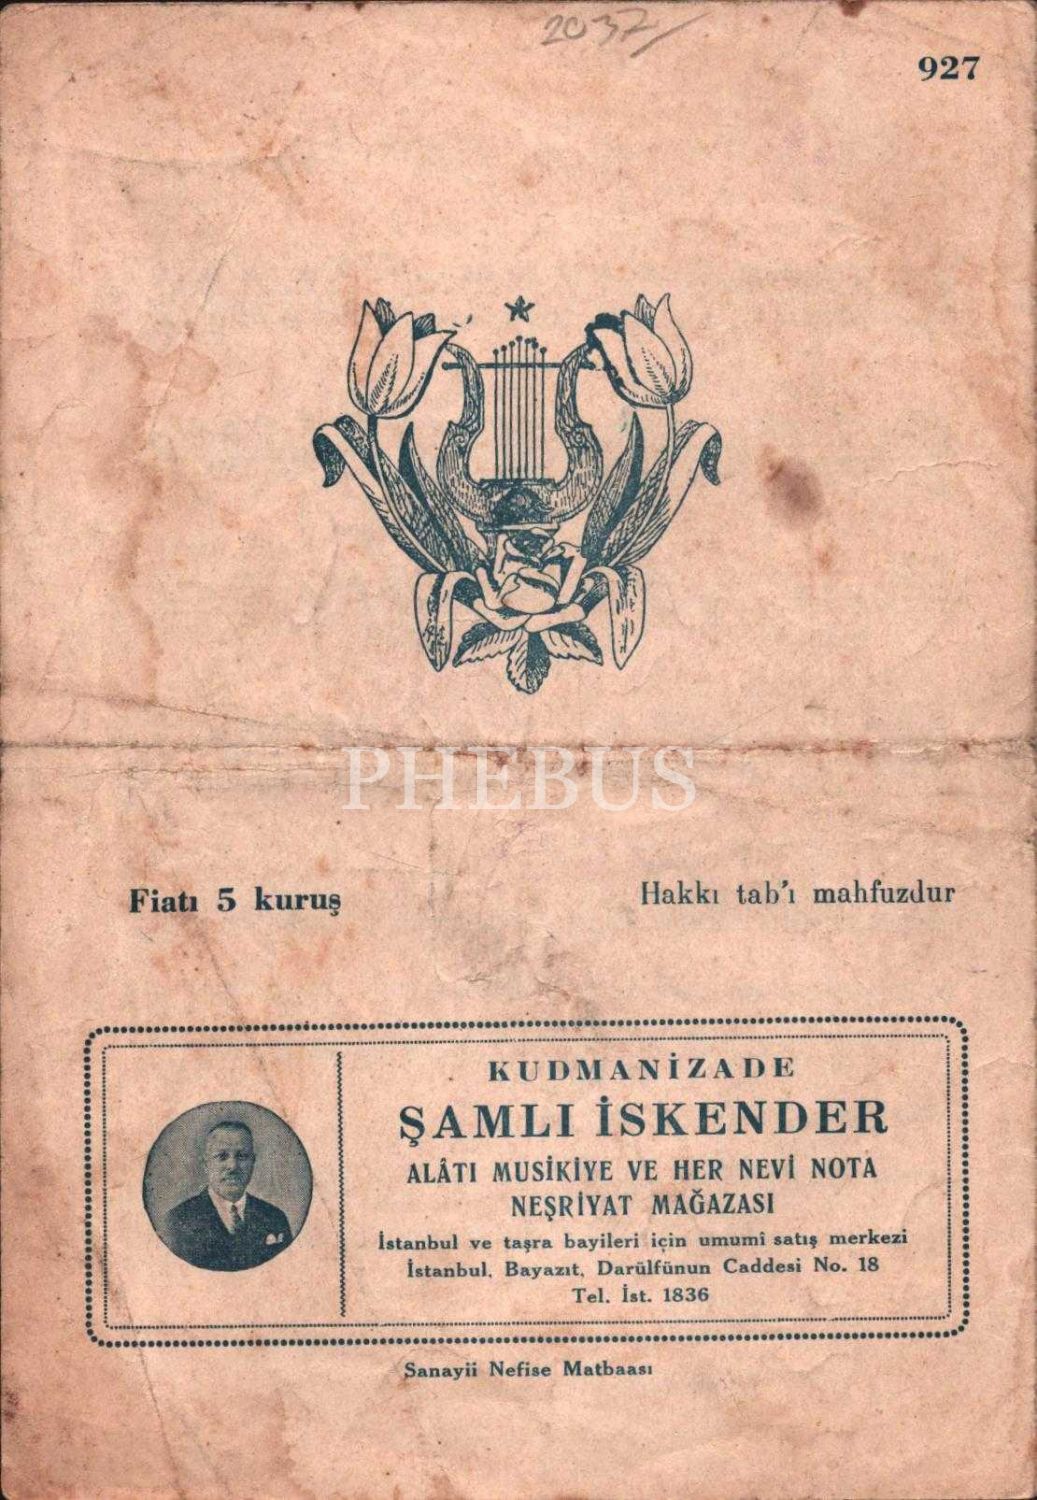 2037
927
PHEBUS
Fiatı 5 kuruş
Hakkı tab'ı mahfuzdur
KUDMANİZADE
ŞAMLI İSKENDER
ALÂTI MUSİKİYE VE HER NEVİ NOTA
NEŞRİYAT MAĞAZASI
İstanbul ve taşra bayileri için umumî satış merkezi
İstanbul, Bayazıt, Darülfünun Caddesi No. 18
Tel. İst. 1836
Sanayii Nefise Matbaası